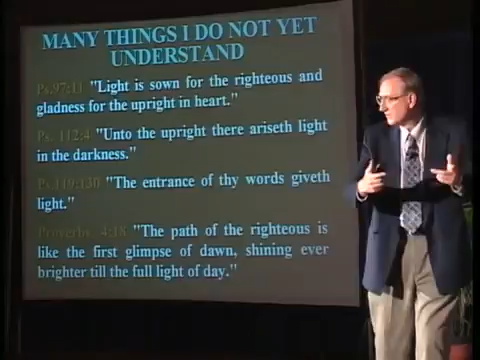 MANY THINGS I DO NOT YET
UNDERSTAND
Ps.97:11 "Light is sown for the righteous and
gladness for the upright in heart."
Ps. 112:4 "Unto the upright there ariseth light
in the darkness."
Ps.119:130 "The entrance of thy words giveth
light."
Proverbs 4:18 "The path of the righteous is
like the first glimpse of dawn, shining ever
brighter till the full light of day."